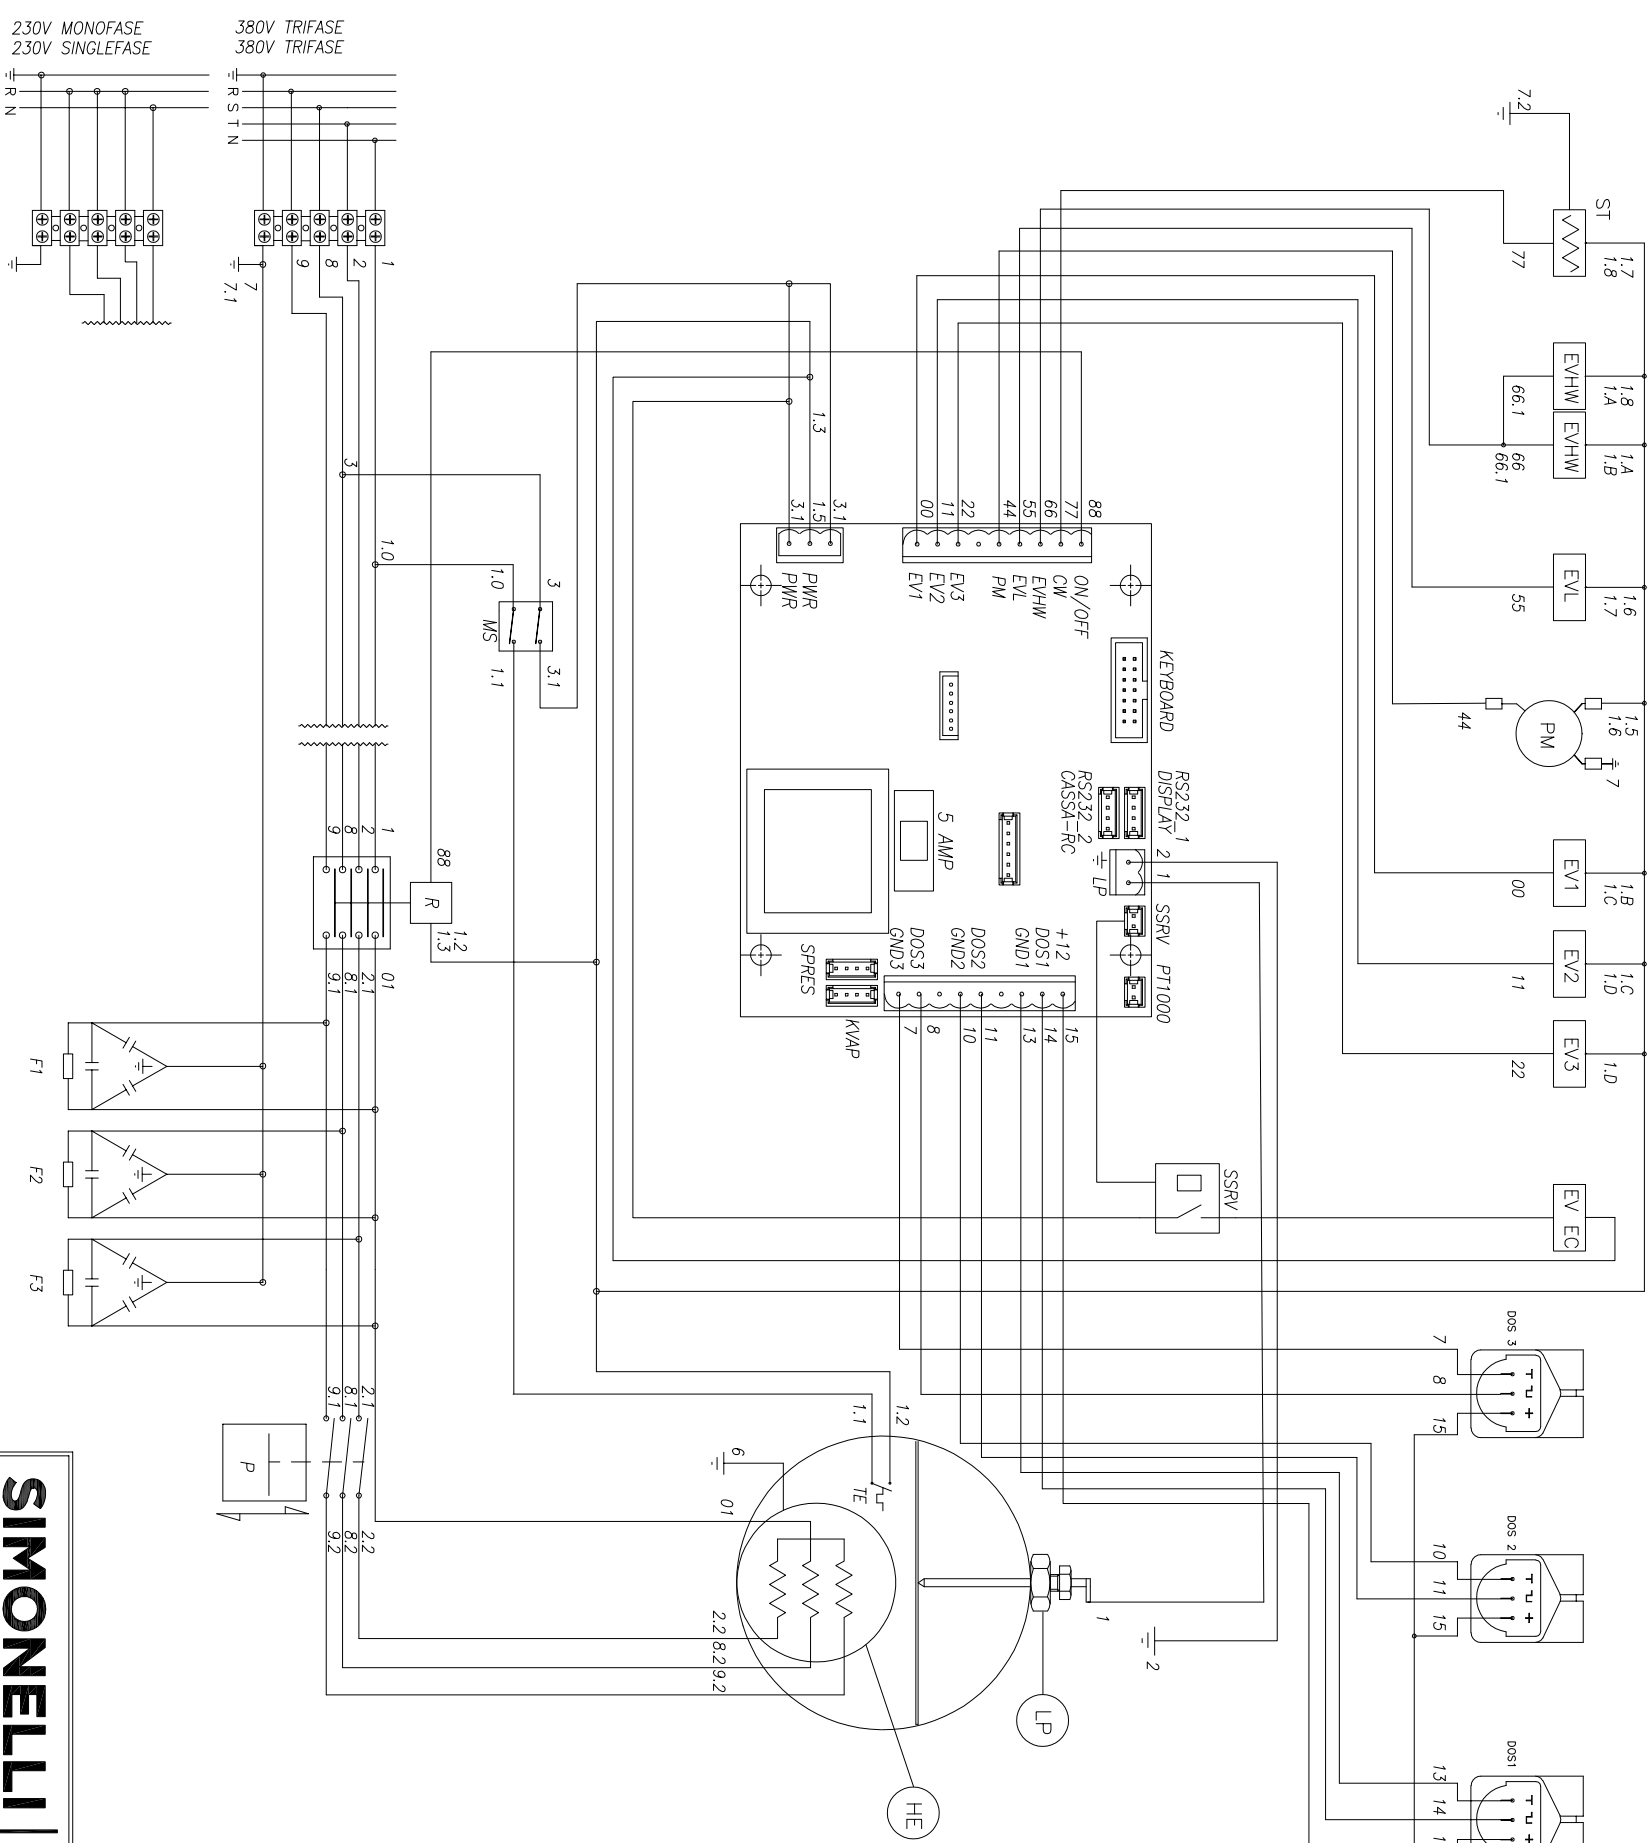 230V MONOFASE
230V SINGLEFASE
380V TRIFASE
380V TRIFASE
R
N
R
S
T
N
7.2
ST
77
1.7
1.8
EVHW
66.1
1.8
1.A
EVHW
66
66.1
1.A
1.B
EVL
55
1.6
1.7
PM
44
1.5
1.6
7
EV1
00
1.B
1.C
EV2
11
1.C
1.D
EV3
22
1.D
EV EC
SSRV
1
2
8
9
7
7.1
3
1.0
1.3
3.1
1.5
3.1
00
11
22
44
55
66
77
88
PWR
PWR
EV1
EV2
EV3
PM
EVL
EVHW
CW
ON/OFF
1.0
3
MS
1.1
3.1
KEYBOARD
RS232_1
DISPLAY
RS232_2
CASSA-RC
5 AMP
2
1
LP
SSRV
PT1000
+12
DOS1
GND1
DOS2
GND2
DOS3
GND3
SPRES
KVAP
7
8
10
11
13
14
15
1
2
8
9
88
R
1.2
1.3
01
2.1
8.1
9.1
F1
F2
F3
2.1
8.1
9.1
P
2.2
8.2
9.2
1.1
1.2
TE
6
01
2.2
8.2
9.2
1
2
LP
HE
DOS 3
7
8
15
DOS 2
10
11
15
DOS1
13
14
SIMONELLI